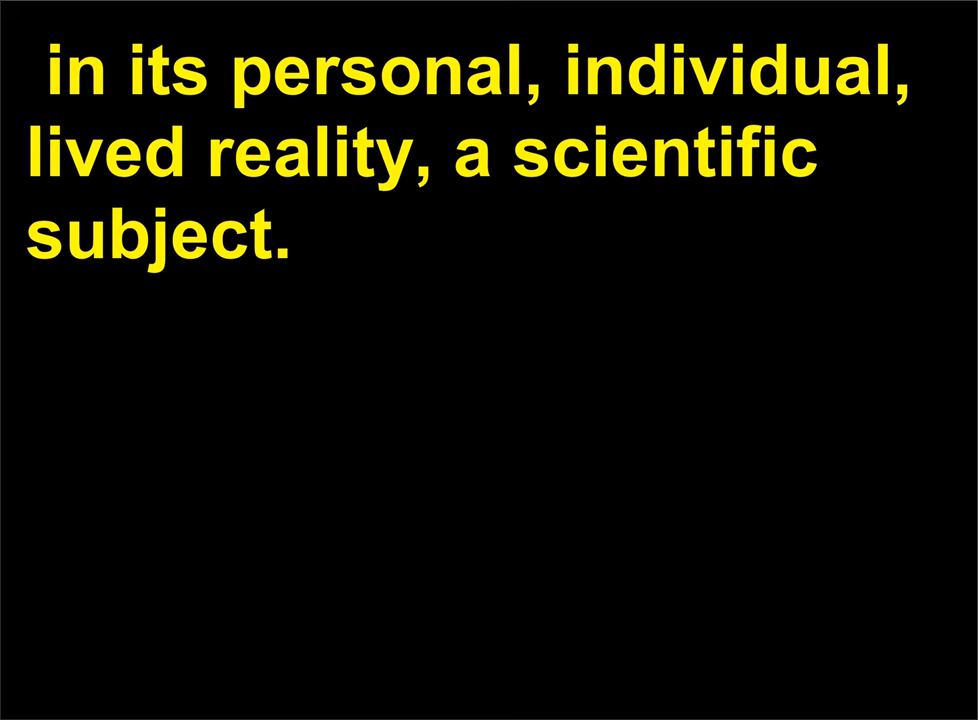 in its personal, individual,
lived reality, a scientific
subject.